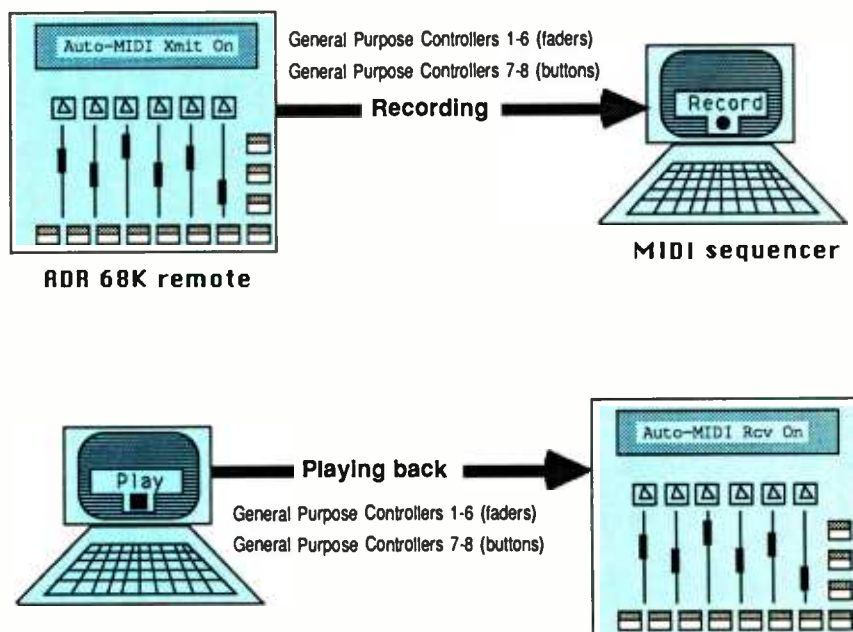 Auto-MIDI Xmit On
General Purpose Controllers 1-6 (faders)
General Purpose Controllers 7-8 (buttons)
Recording
Record
ADR 68K remote
MIDI sequencer
Auto-MIDI Rcv On
Play
Playing back
General Purpose Controllers 1-6 (faders)
General Purpose Controllers 7-8 (buttons)